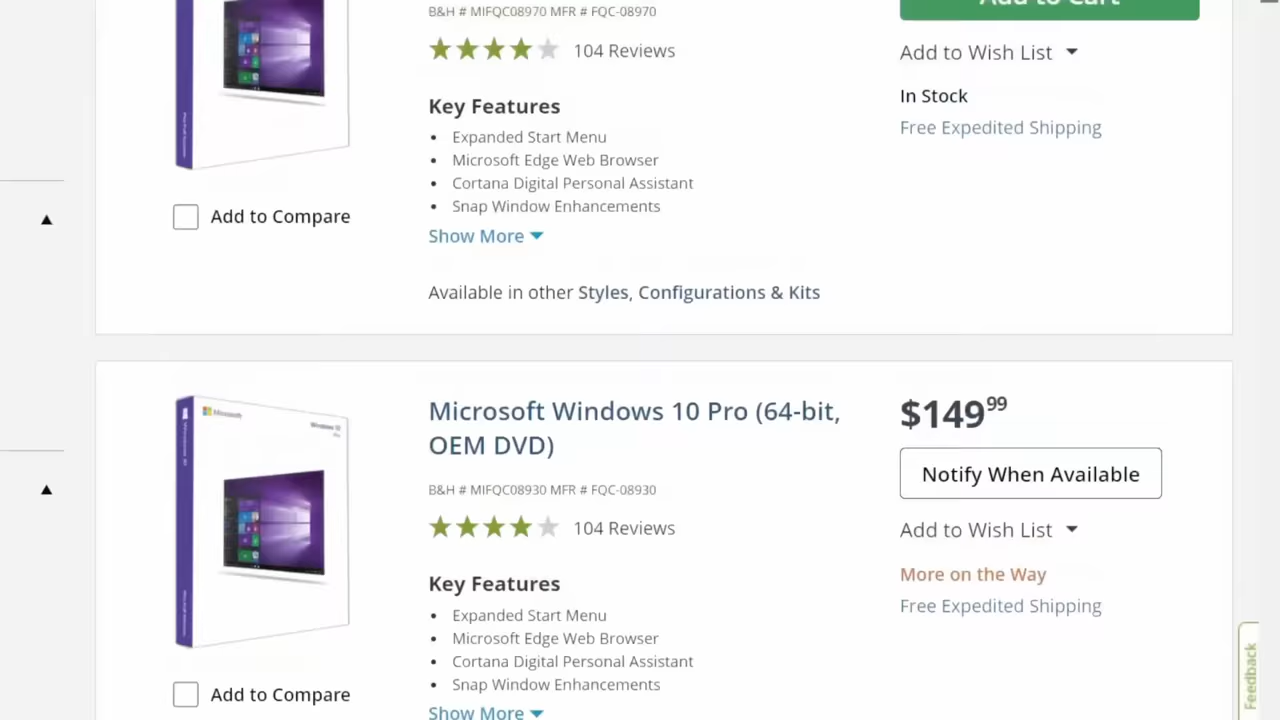 B&H # MIFQC08970 MFR # FQC-08970
Add to Cart
104 Reviews
Add to Wish List
Key Features
In Stock
Expanded Start Menu
Free Expedited Shipping
Microsoft Edge Web Browser
Cortana Digital Personal Assistant
Snap Window Enhancements
Add to Compare
Show More
Available in other Styles, Configurations & Kits
Microsoft
Windows 10
Microsoft Windows 10 Pro (64-bit,
OEM DVD)
$149 99
Notify When Available
B&H # MIFQC08930 MFR # FQC-08930
104 Reviews
Add to Wish List
Key Features
More on the Way
Expanded Start Menu
Free Expedited Shipping
Microsoft Edge Web Browser
Cortana Digital Personal Assistant
Snap Window Enhancements
Add to Compare
Show More
Feedback